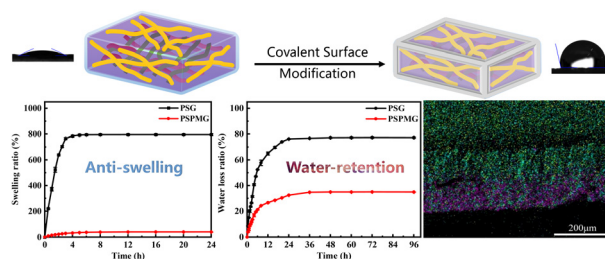 Covalent Surface
Modification
1000
800
600
400
200
0
Swelling ratio (%)
PSG
PSPMG
Anti-swelling
0 4 8 12 16 20 24
Time (h)
100
80
60
40
20
0
Water loss ratio (%)
PSG
PSPMG
Water-retention
0 12 24 36 48 60 72 84 96
Time (h)
200μm